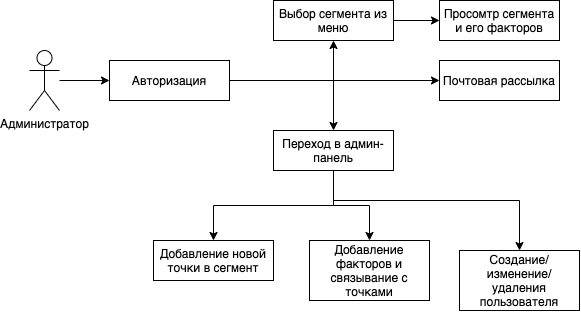 Выбор сегмента из
меню
Просомтр сегмента
и его факторов
Авторизация
Почтовая рассылка
Администратор
Переход в админ-
панель
Добавление новой
точки в сегмент
Добавление
факторов и
связывание с
точками
Создание/
изменение/
удаления
пользователя